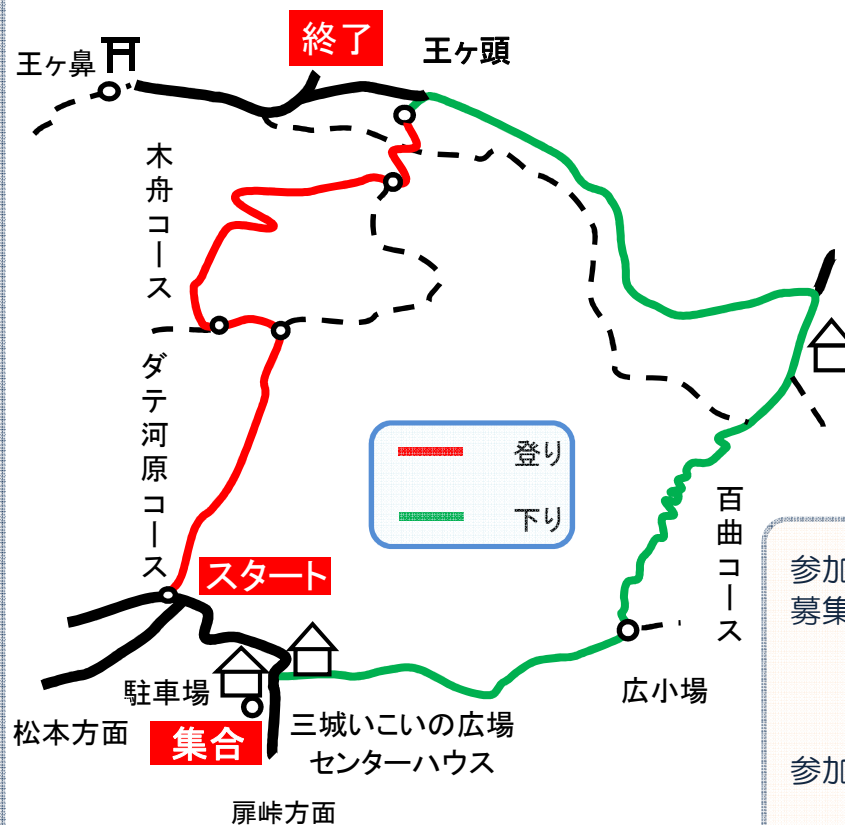 終了
王ヶ頭
王ヶ鼻
木舟コース
ダテ河原コース
登り
下り
百曲コース
スタート
参加
募集
駐車場
広小場
松本方面
集合
三城いこいの広場
センターハウス
参加
扉峠方面